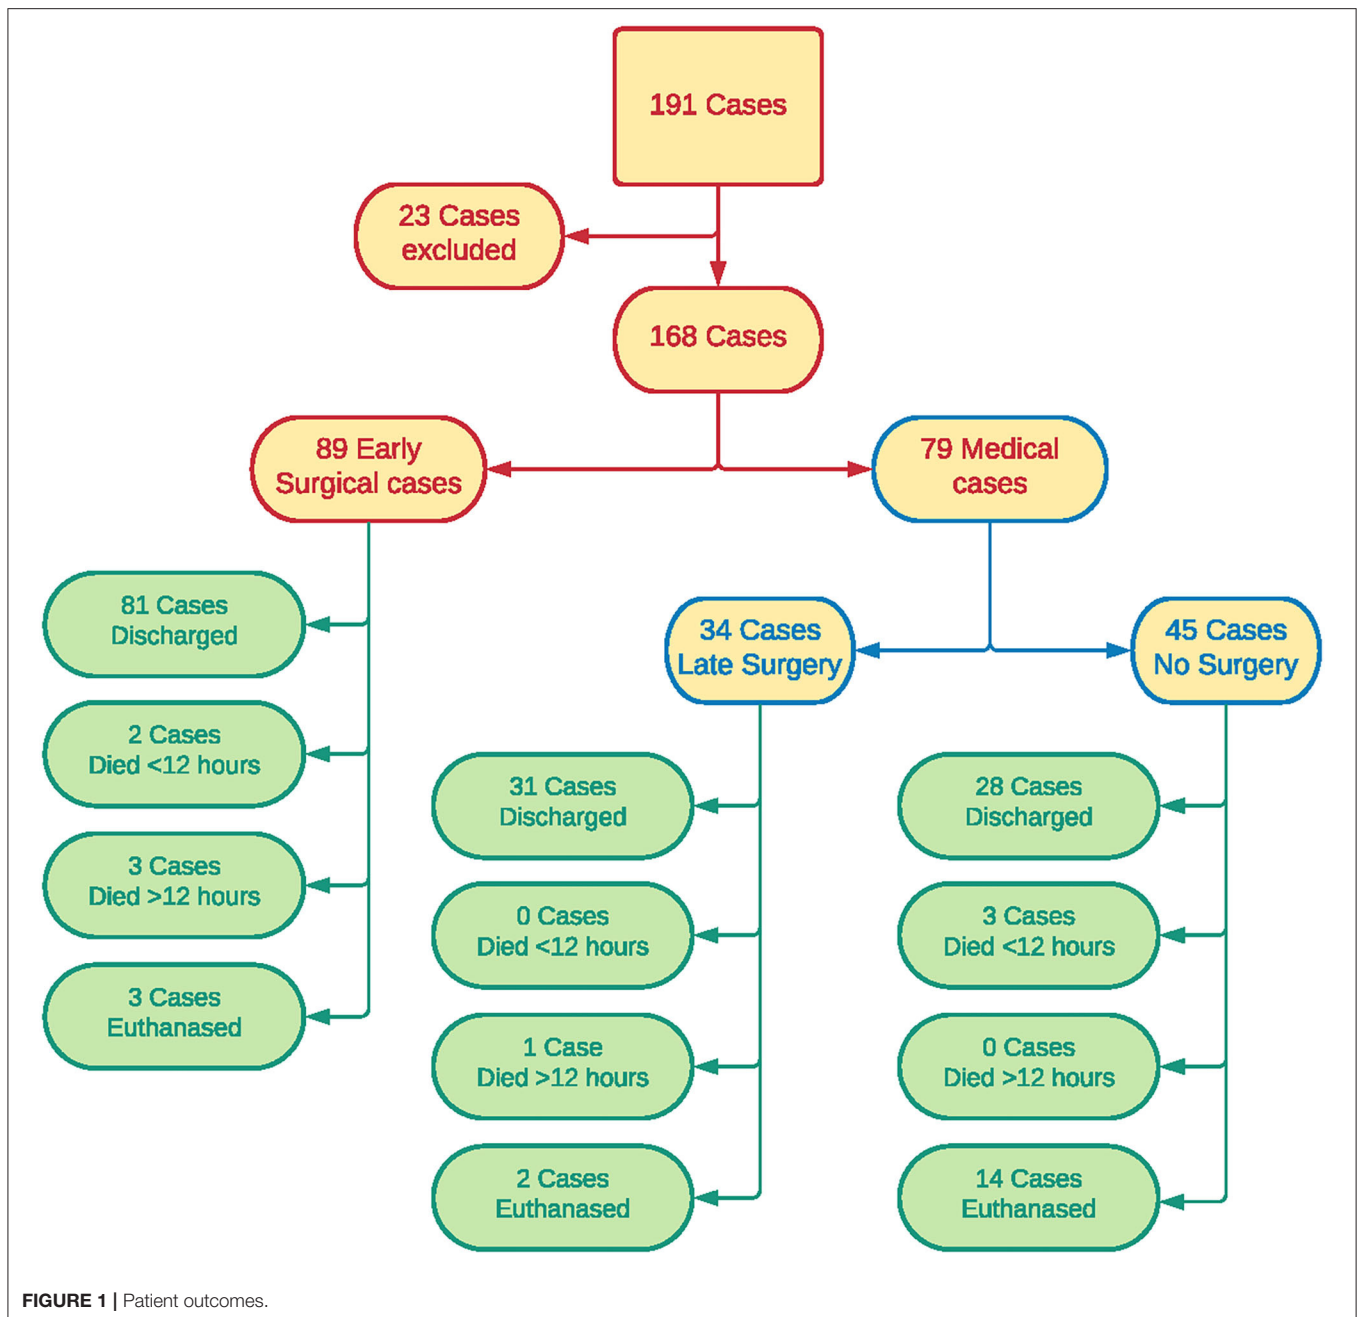 191 Cases
23 Cases
excluded
168 Cases
89 Early
Surgical cases
79 Medical
cases
81 Cases
Discharged
2 Cases
Died <12 hours
3 Cases
Died >12 hours
3 Cases
Euthanased
34 Cases
Late Surgery
45 Cases
No Surgery
31 Cases
Discharged
0 Cases
Died <12 hours
1 Case
Died >12 hours
2 Cases
Euthanased
28 Cases
Discharged
3 Cases
Died <12 hours
0 Cases
Died >12 hours
14 Cases
Euthanased
FIGURE 1 | Patient outcomes.